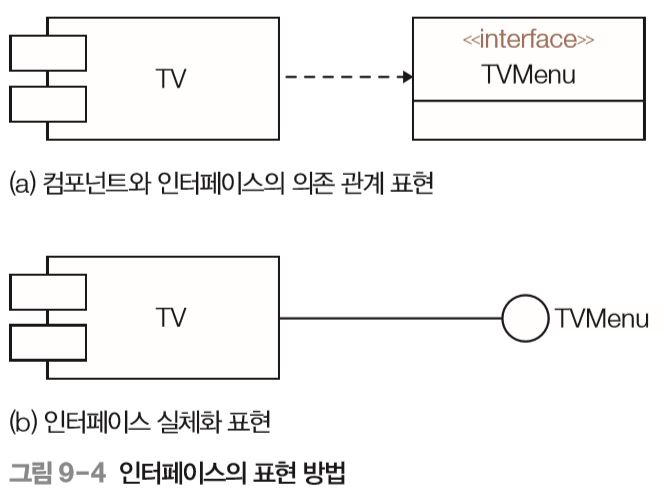 TV
<<interface>>
TVMenu
(a) 컴포넌트와 인터페이스의 의존 관계 표현
TV
TVMenu
(b) 인터페이스 실체화 표현
그림 9-4 인터페이스의 표현 방법